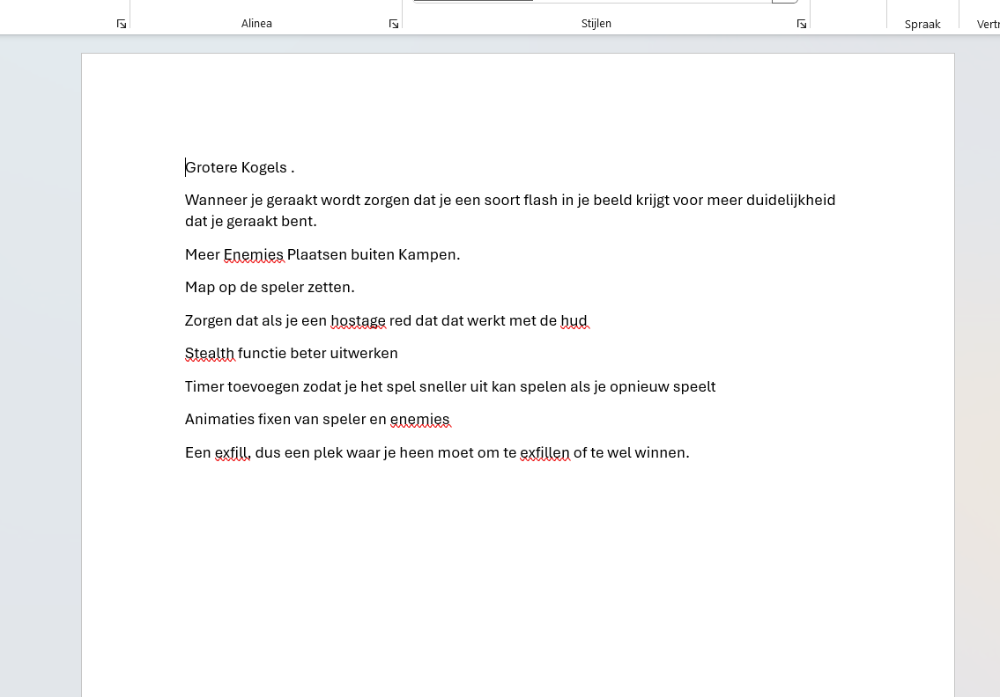 Alinea
Stijlen
Spraak
Grotere Kogels .
Wanneer je geraakt wordt zorgen dat je een soort flash in je beeld krijgt voor meer duidelijkheid
dat je geraakt bent.
Meer Enemies Plaatsen buiten Kampen.
Map op de speler zetten.
Zorgen dat als je een hostage red dat dat werkt met de hud
Stealth functie beter uitwerken
Timer toevoegen zodat je het spel sneller uit kan spelen als je opnieuw speelt
Animaties fixen van speler en enemies
Een exfill, dus een plek waar je heen moet om te exfillen of te wel winnen.